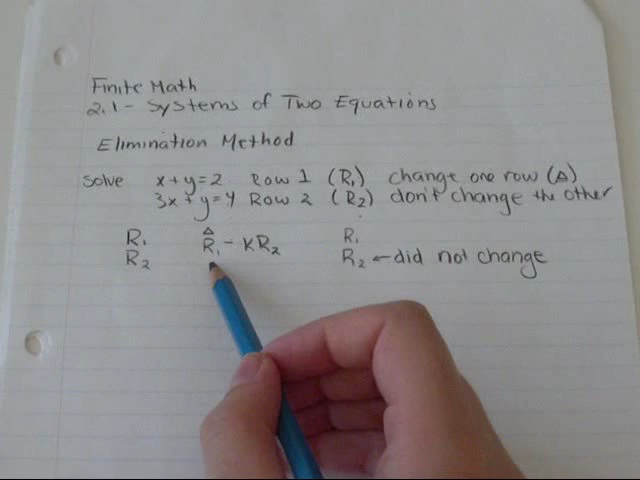 Finite Math
2.1 - Systems of Two Equations
Elimination Method
Solve x + y = 2 Row 1 (R₁) change one row (△)
3x + y = 4 Row 2 (R₂) don't change the other
R₁ △ R₁
R₂ R₁ - KR₂ R₂ ← did not change